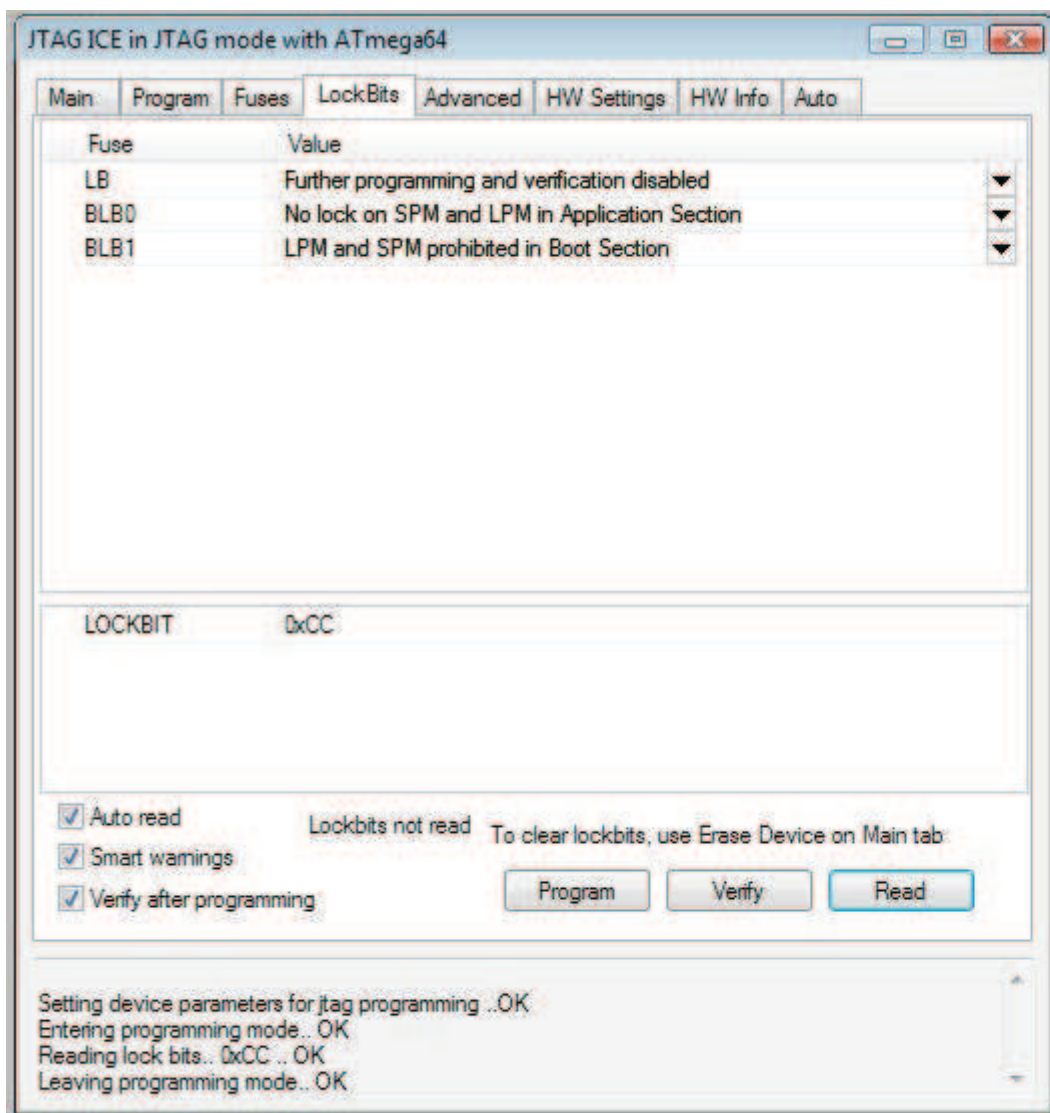 JTAG ICE in JTAG mode with ATmega64
Main Program Fuses LockBits Advanced HW Settings HW Info Auto
Fuse Value
LB Further programming and verification disabled
BLB0 No lock on SPM and LPM in Application Section
BLB1 LPM and SPM prohibited in Boot Section
LOCKBIT 0xCC
Auto read
Lockbits not read To clear lockbits, use Erase Device on Main tab
Smart warnings
Verify after programming
Program Verify Read
Setting device parameters for jtag programming ..OK
Entering programming mode.. OK
Reading lock bits.. 0xCC .. OK
Leaving programming mode.. OK